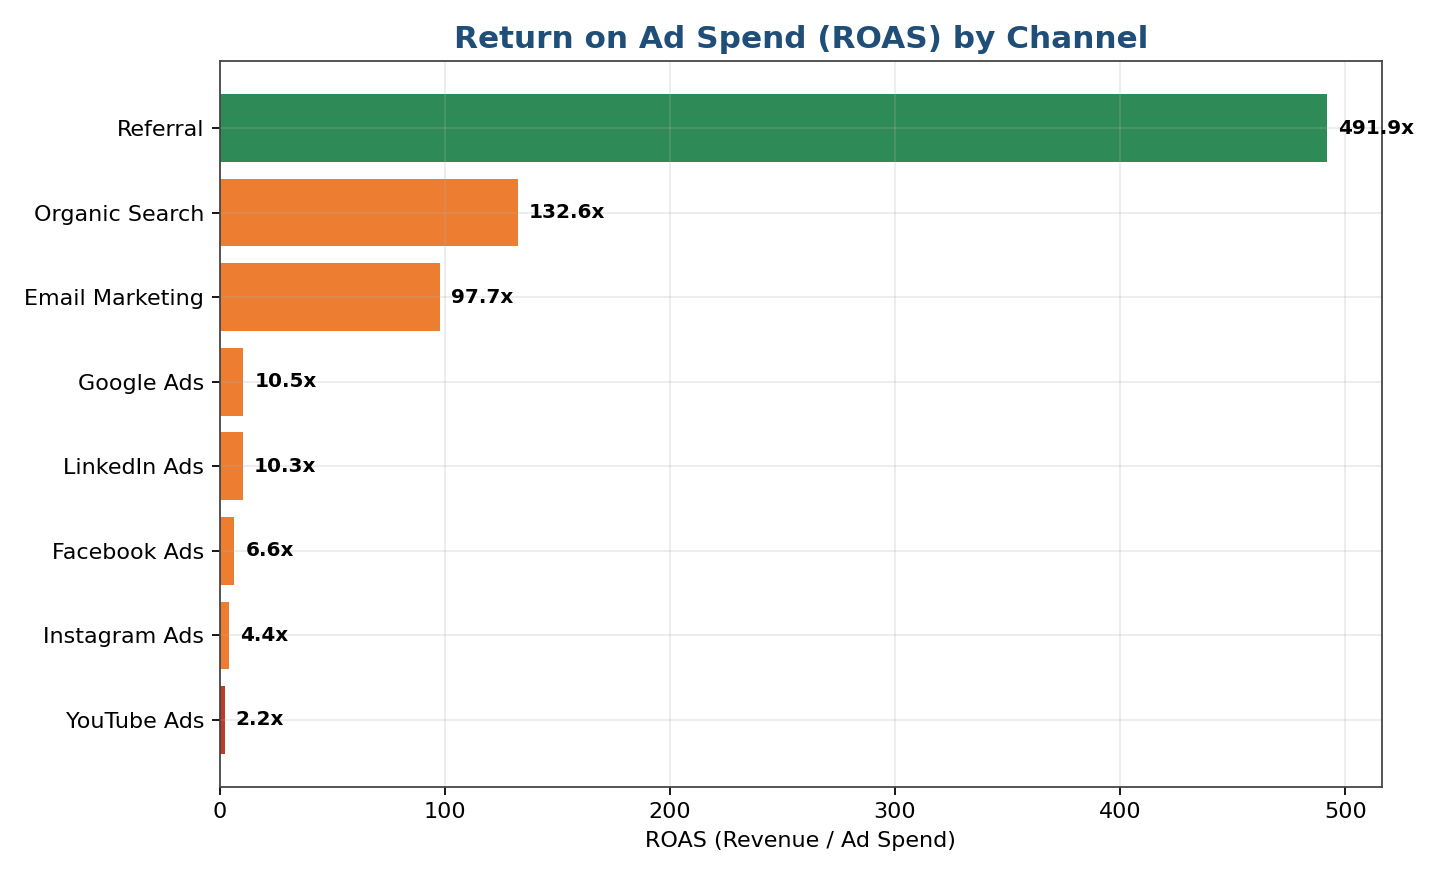 Return on Ad Spend (ROAS) by Channel
Referral
491.9x
Organic Search
132.6x
Email Marketing
97.7x
Google Ads
10.5x
LinkedIn Ads
10.3x
Facebook Ads
6.6x
Instagram Ads
4.4x
YouTube Ads
2.2x
0 100 200 300 400 500
ROAS (Revenue / Ad Spend)